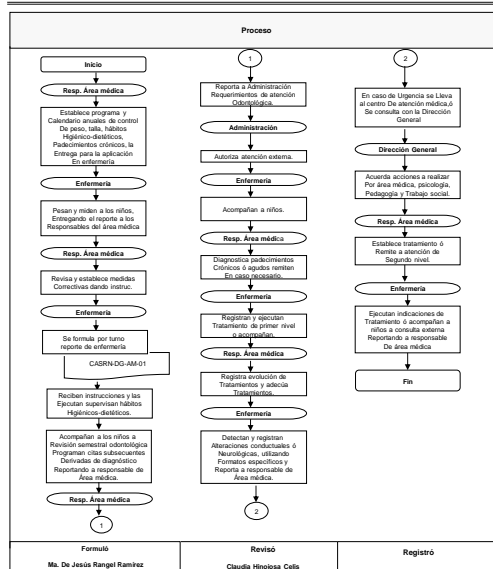 Proceso
Inicio
Resp. Área médica
Establece programa y
Calendario anuales de control
De peso, talla, hábitos
Higiénico-dietéticos,
Padecimientos crónicos, la
Entrega para la aplicación
En enfermería
Enfermería
Pesan y miden a los niños,
Entregando el reporte a los
Responsables del área médica
Resp. Área médica
Revisa y establece medidas
Correctivas dando instruc.
Enfermería
Se formula por turno
reporte de enfermería
CASRN-DG-AM-01
Reciben instrucciones y las
Ejecutan supervisan hábitos
Higiénicos-dietéticos.
Acompañan a los niños a
Revisión semestral odontológica
Programan citas subsecuentes
Derivadas de diagnóstico
Reportando a responsable de
Área médica.
Resp. Área médica
1
1
Reporta a Administración
Requerimientos de atención
Odontológica.
Administración
Autoriza atención externa.
Enfermería
Acompañan a niños.
Resp. Área médica
Diagnostica padecimientos
Crónicos ó agudos remiten
En caso necesario.
Enfermería
Registran y ejecutan
Tratamiento de primer nivel
o acompañan.
Resp. Área médica
Registra evolución de
Tratamientos y adecúa
Tratamientos.
Enfermería
Detectan y registran
Alteraciones conductuales ó
Neurológicas, utilizando
Formatos específicos y
Reporta a responsable de
Área médica.
2
2
En caso de Urgencia se Lleva
al centro De atención médica,ó
Se consulta con la Dirección
General
Dirección General
Acuerda acciones a realizar
Por área médica, psicología,
Pedagogía y Trabajo social.
Resp. Área médica
Establece tratamiento ó
Remite a atención de
Segundo nivel.
Enfermería
Ejecutan indicaciones de
Tratamiento ó acompañan a
niños a consulta externa
Reportando a responsable
De área médica
Fin
Formuló
Ma. De Jesús Rangel Ramírez
Revisó
Claudia Hinojosa Celis
Registró